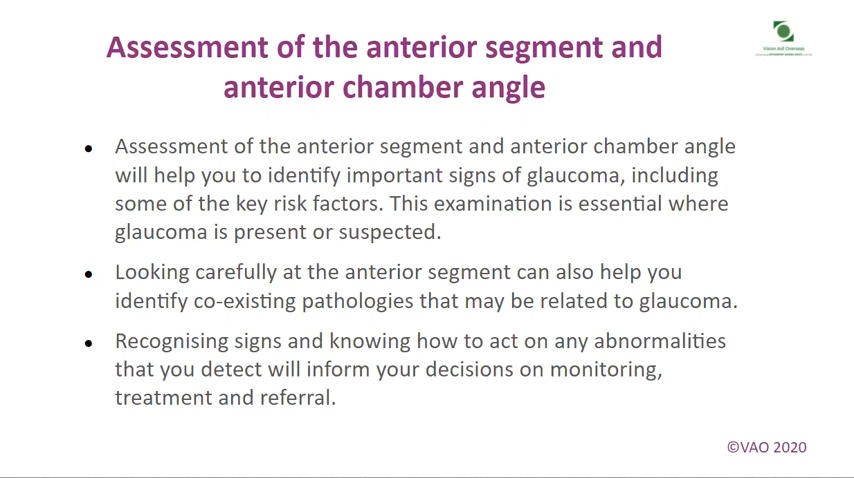 Assessment of the anterior segment and
anterior chamber angle
Vision Aid Overseas
• Assessment of the anterior segment and anterior chamber angle
will help you to identify important signs of glaucoma, including
some of the key risk factors. This examination is essential where
glaucoma is present or suspected.
• Looking carefully at the anterior segment can also help you
identify co-existing pathologies that may be related to glaucoma.
• Recognising signs and knowing how to act on any abnormalities
that you detect will inform your decisions on monitoring,
treatment and referral.
©VAO 2020